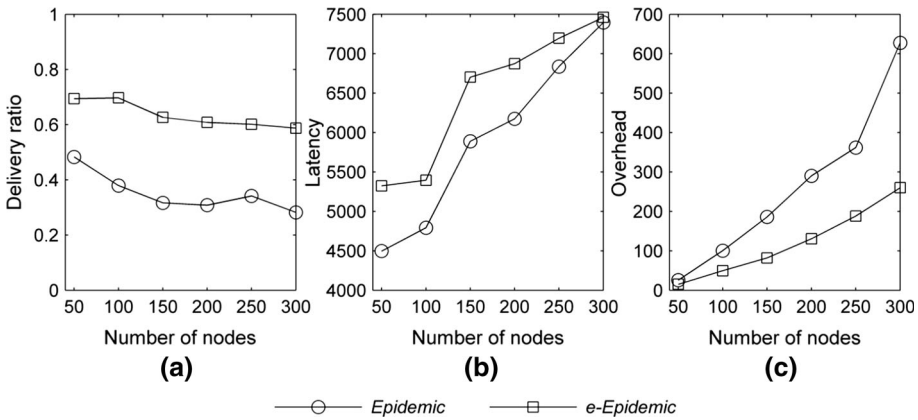 Delivery ratio
1
0.8
0.6
0.4
0.2
0
50 100 150 200 250 300
Number of nodes
(a)
Latency
7500
7000
6500
6000
5500
5000
4500
4000
50 100 150 200 250 300
Number of nodes
(b)
Overhead
700
600
500
400
300
200
100
0
50 100 150 200 250 300
Number of nodes
(c)
Epidemic e-Epidemic